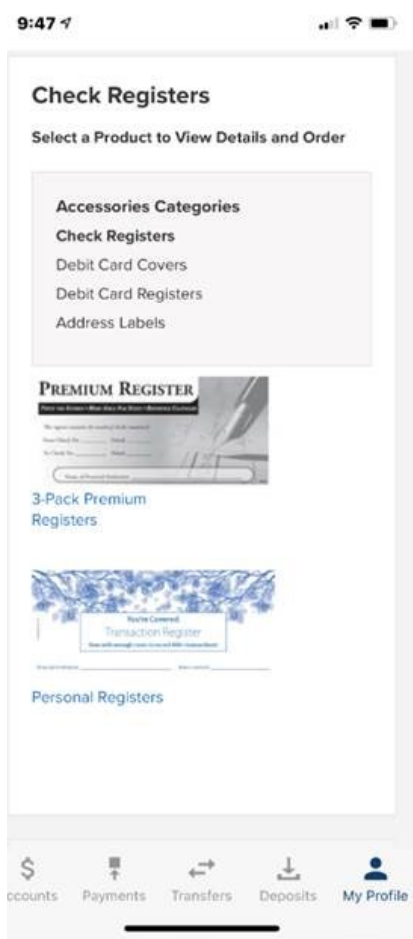 9:47
Check Registers
Select a Product to View Details and Order
Accessories Categories
Check Registers
Debit Card Covers
Debit Card Registers
Address Labels
PREMIUM REGISTER
3-Pack Premium
Registers
You're Covered
Transaction Register
Personal Registers
ccounts Payments Transfers Deposits My Profile